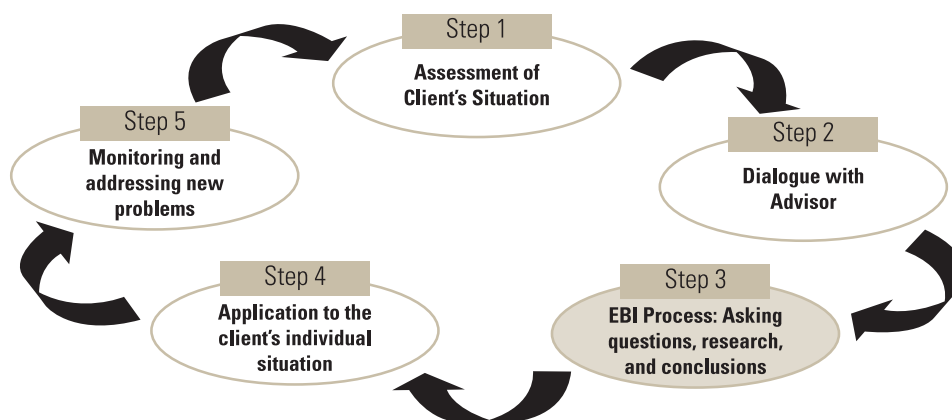 Step 1
Assessment of
Client's Situation
Step 2
Dialogue with
Advisor
Step 3
EBI Process: Asking
questions, research,
and conclusions
Step 4
Application to the
client's individual
situation
Step 5
Monitoring and
addressing new
problems